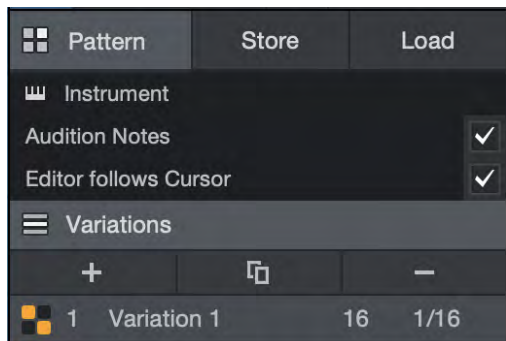 Pattern Store Load
Instrument
Audition Notes
Editor follows Cursor
Variations
+ −
1 Variation 1 16 1/16